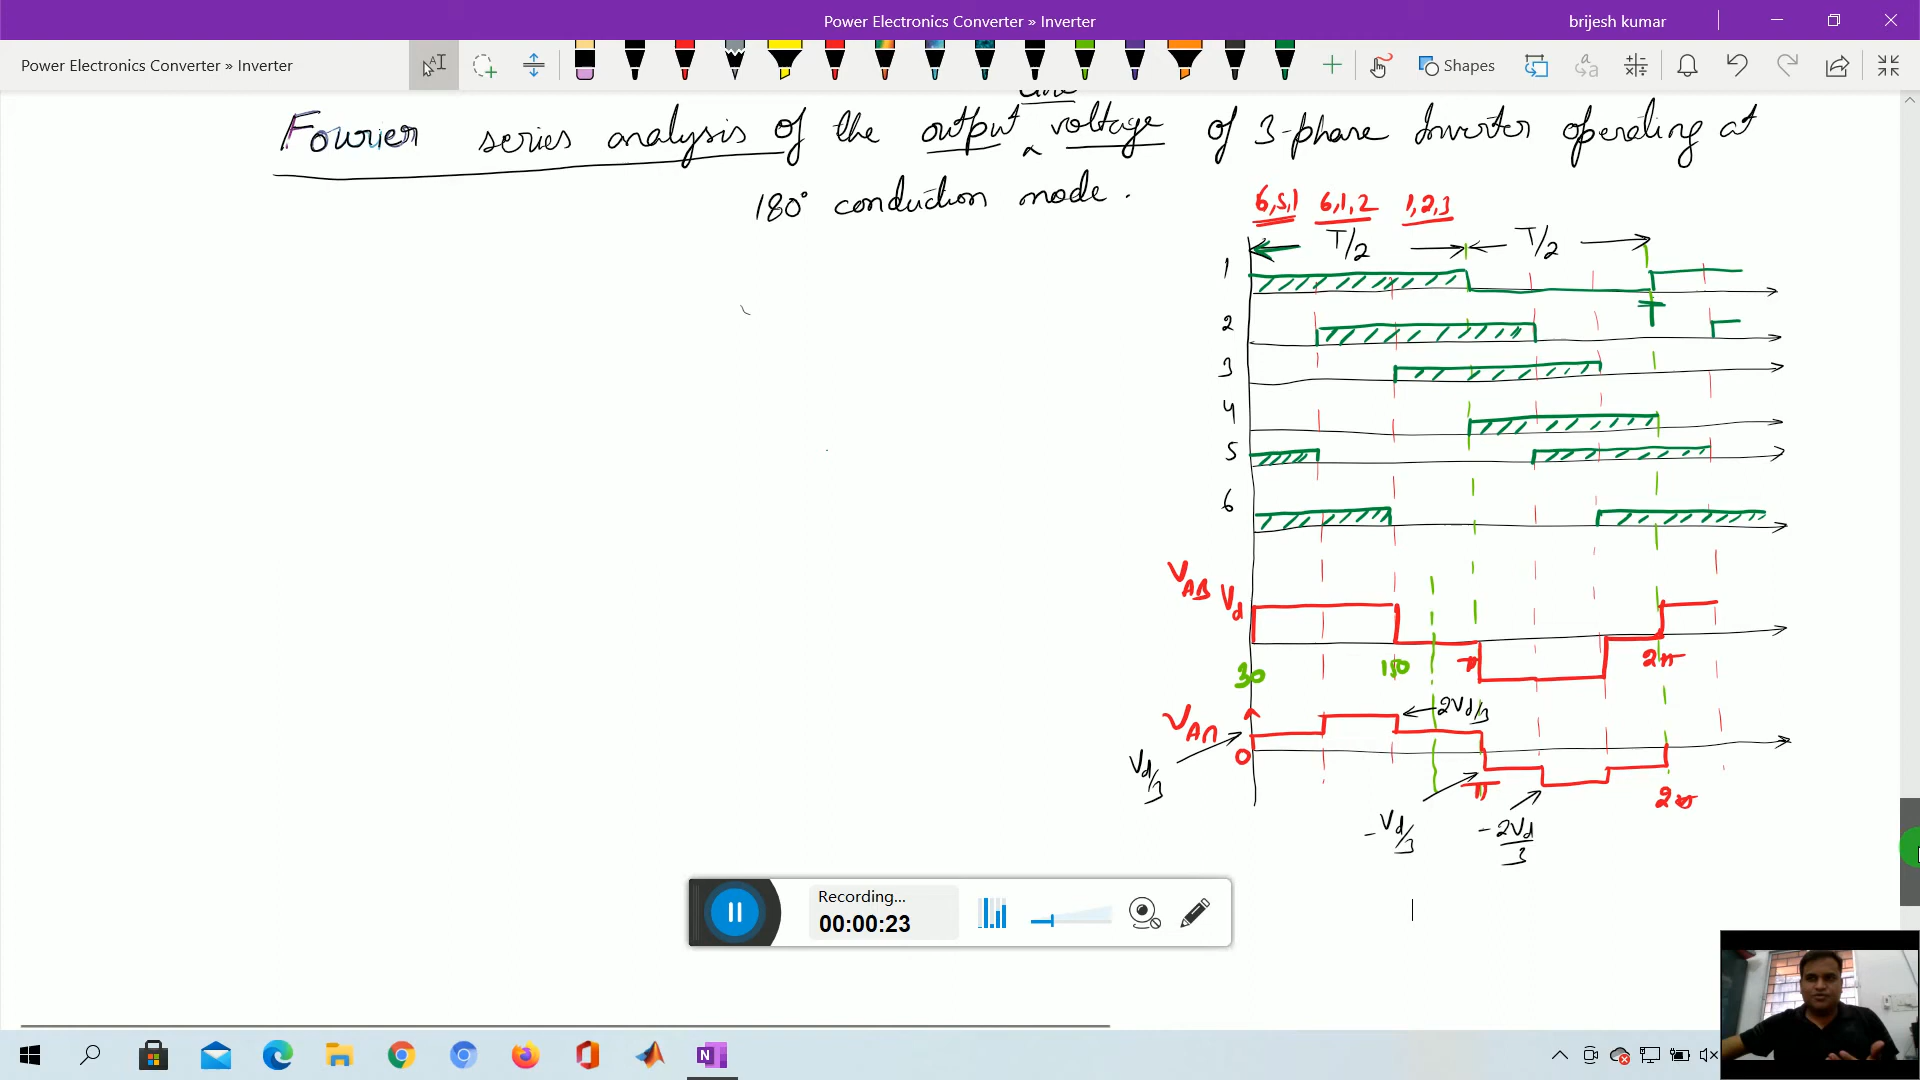 Power Electronics Converter » Inverter
brijesh kumar
Power Electronics Converter » Inverter
Shapes
line
Fourier series analysis of the output ^ voltage of 3-phase Inverter operating at
180° conduction mode.
6,5,1 6,1,2 1,2,3
T/2 T/2
1
2
3
4
5
6
VAB Vd
30 150 π 2π
VAn
2Vd/3
0
Vd/3
π 2π
-Vd/3
-2Vd/3
Recording...
00:00:23